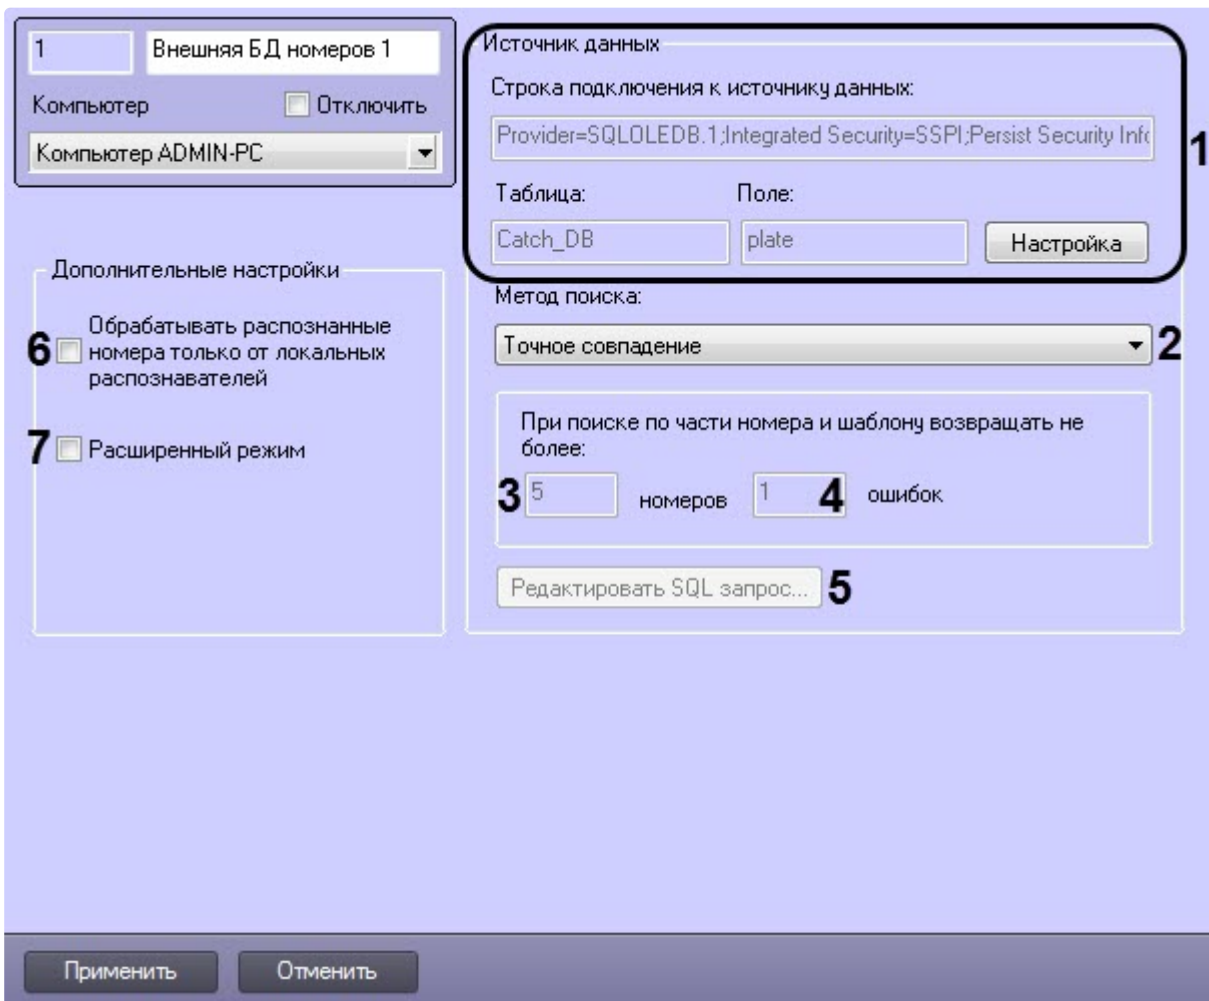 1
Внешняя БД номеров 1
Компьютер
Отключить
Компьютер ADMIN-PC
Источник данных
Строка подключения к источнику данных:
Provider=SQLOLEDB.1;Integrated Security=SSPI;Persist Security Info
1
Таблица:
Поле:
Catch_DB
plate
Настройка
Метод поиска:
Точное совпадение
2
При поиске по части номера и шаблону возвращать не
более:
3
5
номеров
1
4
ошибок
Редактировать SQL запрос...
5
Дополнительные настройки
6
Обрабатывать распознанные
номера только от локальных
распознавателей
7
Расширенный режим
Применить
Отменить